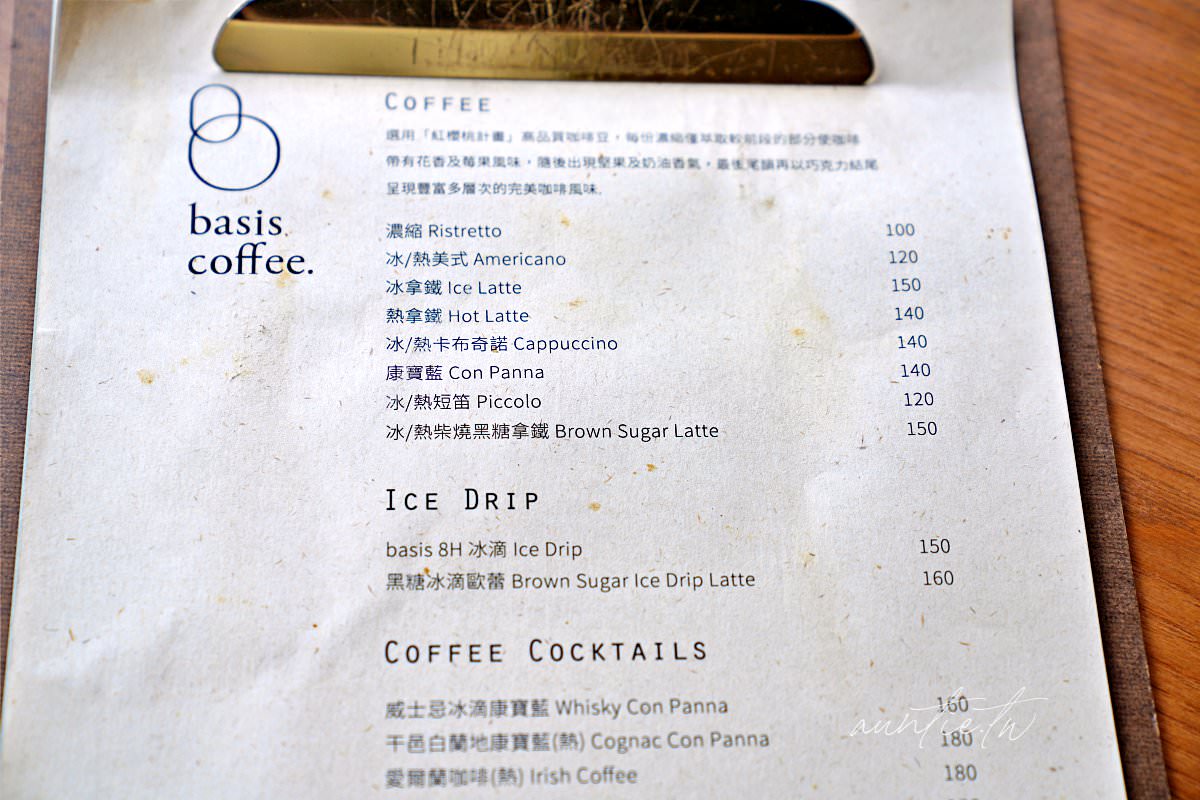 basis
coffee.
COFFEE
選用「紅櫻桃計畫」高品質咖啡豆，每份濃縮僅萃取較前段的部分使咖啡
帶有花香及莓果風味，隨後出現堅果及奶油香氣，最後尾韻再以巧克力結尾
呈現豐富多層次的完美咖啡風味.
濃縮 Ristretto 100
冰/熱美式 Americano 120
冰拿鐵 Ice Latte 150
熱拿鐵 Hot Latte 140
冰/熱卡布奇諾 Cappuccino 140
康寶藍 Con Panna 140
冰/熱短笛 Piccolo 120
冰/熱柴燒黑糖拿鐵 Brown Sugar Latte 150
ICE DRIP
basis 8H 冰滴 Ice Drip 150
黑糖冰滴歐蕾 Brown Sugar Ice Drip Latte 160
COFFEE COCKTAILS
威士忌冰滴康寶藍 Whisky Con Panna 160
干邑白蘭地康寶藍(熱) Cognac Con Panna 180
愛爾蘭咖啡(熱) Irish Coffee 180
auntie.tw